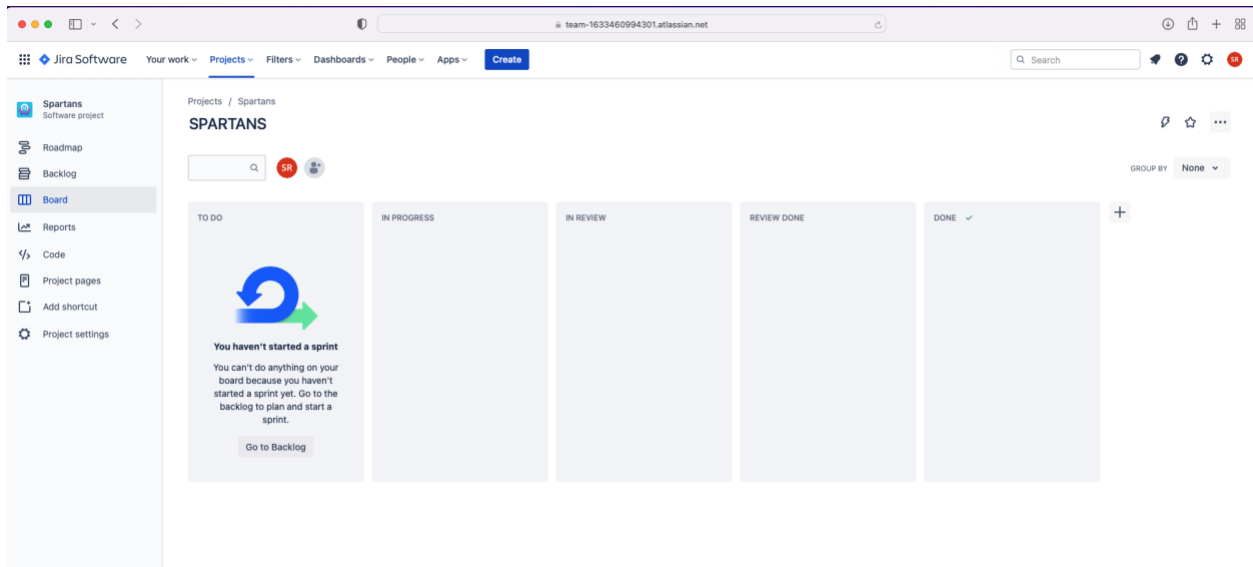 team-1633460994301.atlassian.net
Jira Software Your work Projects Filters Dashboards People Apps Create Search SR
Spartans
Software project
Roadmap
Backlog
Board
Reports
Code
Project pages
Add shortcut
Project settings
Projects / Spartans
SPARTANS
SR
GROUP BY None
TO DO
IN PROGRESS
IN REVIEW
REVIEW DONE
DONE
You haven't started a sprint
You can't do anything on your
board because you haven't
started a sprint yet. Go to the
backlog to plan and start a
sprint.
Go to Backlog